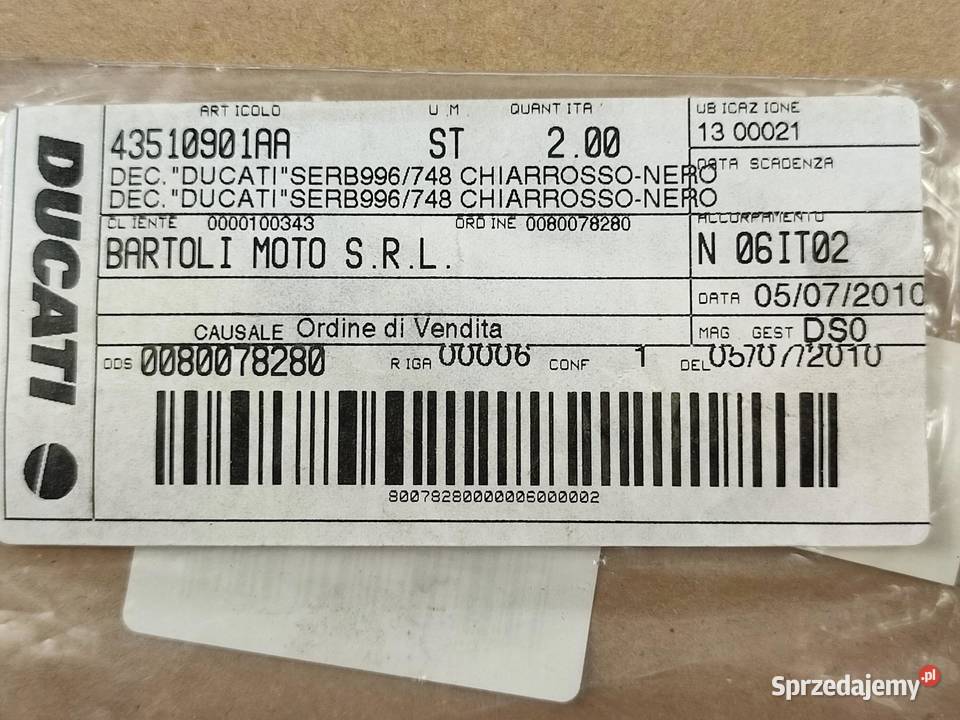 DUCATI
ARTICOLO U.M. QUANTITA' UBICAZIONE
43510901AA ST 2.00 13 00021
DEC."DUCATI"SERB996/748 CHIARROSSO-NERO DATA SCADENZA
DEC."DUCATI"SERB996/748 CHIARROSSO-NERO
CLIENTE 0000100343 ORDINE 0080078280 ACCORPAMENTO
BARTOLI MOTO S.R.L. N 06IT02
DATA 05/07/2010
CAUSALE Ordine di Vendita MAG GEST DS0
ODS 0080078280 RIGA 00006 CONF 1 DEL 05/07/2010
80078280000006000002
Sprzedajemy.pl